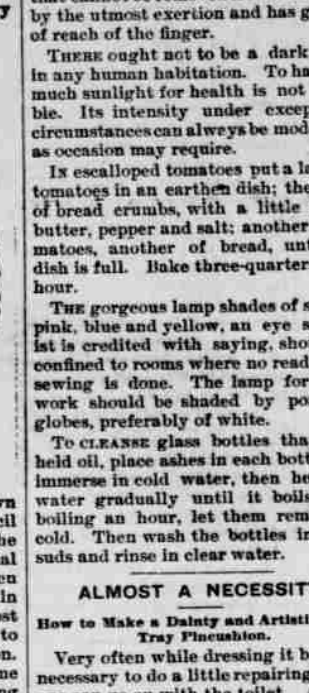 by the utmost exertion and has g
of reach of the finger.
THERE ought not to be a dark
in any human habitation. To ha
much sunlight for health is not
ble. Its intensity under excep
circumstances can always be mod
as occasion may require.
IN escalloped tomatoes put a la
tomatoes in an earthen dish; the
of bread crumbs, with a little
butter, pepper and salt; another
matoes, another of bread, unt
dish is full. Bake three-quarter
hour.
THE gorgeous lamp shades of s
pink, blue and yellow, an eye s
ist is credited with saying, sho
confined to rooms where no read
sewing is done. The lamp for
work should be shaded by po
globes, preferably of white.
To CLEANSE glass bottles tha
held oil, place ashes in each bott
immerse in cold water, then he
water gradually until it boils
boiling an hour, let them rem
cold. Then wash the bottles in
suds and rinse in clear water.
ALMOST A NECESSIT
How to Make a Dainty and Artisti
Tray Pincushion.
Very often while dressing it b
necessary to do a little repairing